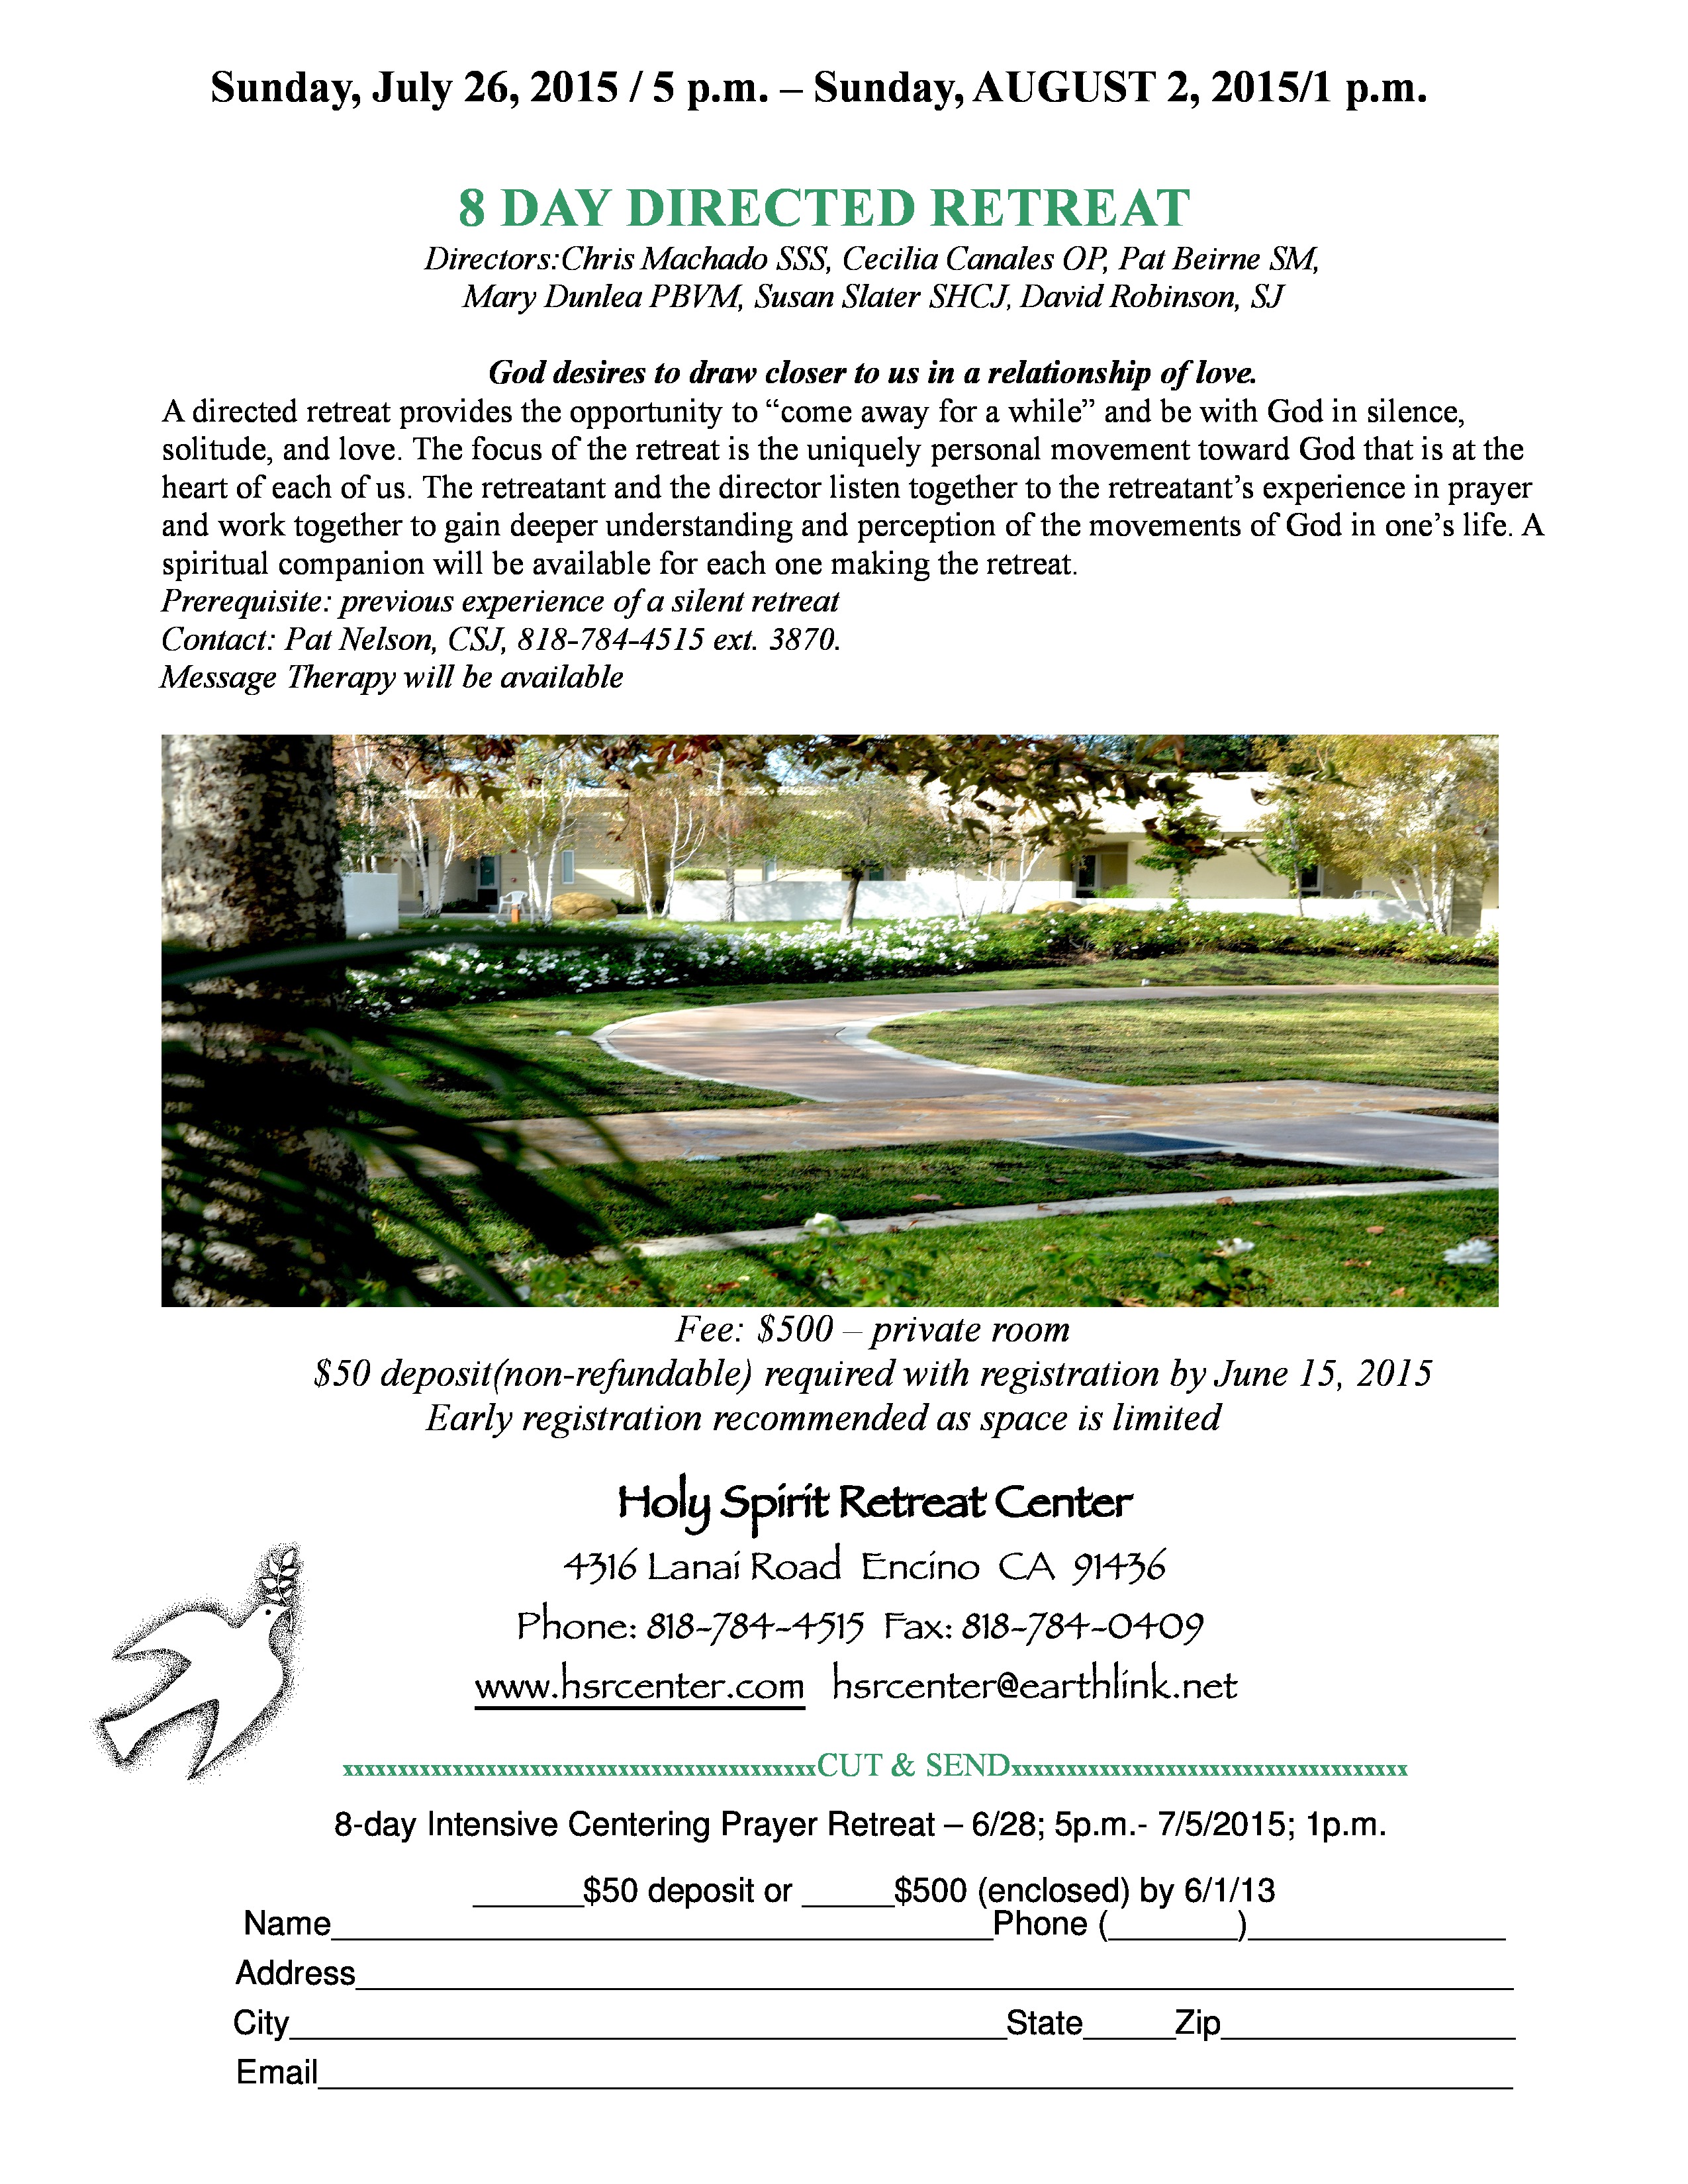 Sunday, July 26, 2015 / 5 p.m. – Sunday, AUGUST 2, 2015/1 p.m.
8 DAY DIRECTED RETREAT
Directors:Chris Machado SSS, Cecilia Canales OP, Pat Beirne SM,
Mary Dunlea PBVM, Susan Slater SHCJ, David Robinson, SJ
God desires to draw closer to us in a relationship of love.
A directed retreat provides the opportunity to “come away for a while” and be with God in silence,
solitude, and love. The focus of the retreat is the uniquely personal movement toward God that is at the
heart of each of us. The retreatant and the director listen together to the retreatant’s experience in prayer
and work together to gain deeper understanding and perception of the movements of God in one’s life. A
spiritual companion will be available for each one making the retreat.
Prerequisite: previous experience of a silent retreat
Contact: Pat Nelson, CSJ, 818-784-4515 ext. 3870.
Message Therapy will be available
Fee: $500 – private room
$50 deposit(non-refundable) required with registration by June 15, 2015
Early registration recommended as space is limited
Holy Spirit Retreat Center
4316 Lanai Road Encino CA 91436
Phone: 818-784-4515 Fax: 818-784-0409
www.hsrcenter.com hsrcenter@earthlink.net
xxxxxxxxxxxxxxxxxxxxxxxxxxxxxxxxxxxxxxxxxxxCUT & SENDxxxxxxxxxxxxxxxxxxxxxxxxxxxxxxxxxxxx
8-day Intensive Centering Prayer Retreat – 6/28; 5p.m.- 7/5/2015; 1p.m.
______$50 deposit or _____$500 (enclosed) by 6/1/13
Name____________________________________Phone (_______)______________
Address_______________________________________________________________
City_______________________________________State_____Zip________________
Email_________________________________________________________________